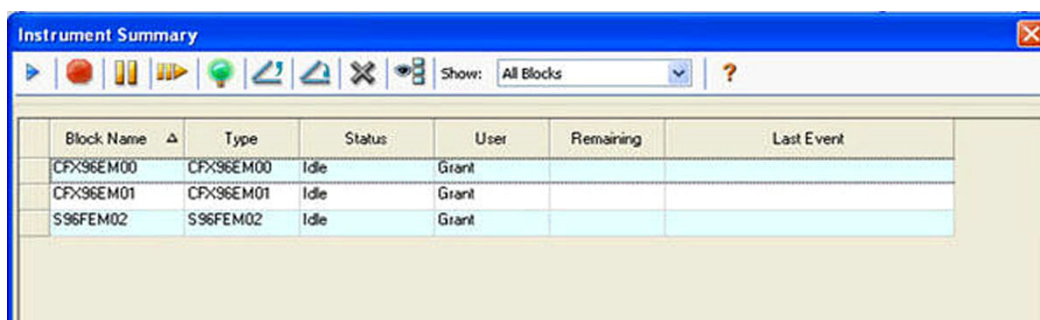 Instrument Summary
Show: All Blocks ?
Block Name Type Status User Remaining Last Event
CFX96EM00 CFX96EM00 Idle Grant
CFX96EM01 CFX96EM01 Idle Grant
S96FEM02 S96FEM02 Idle Grant